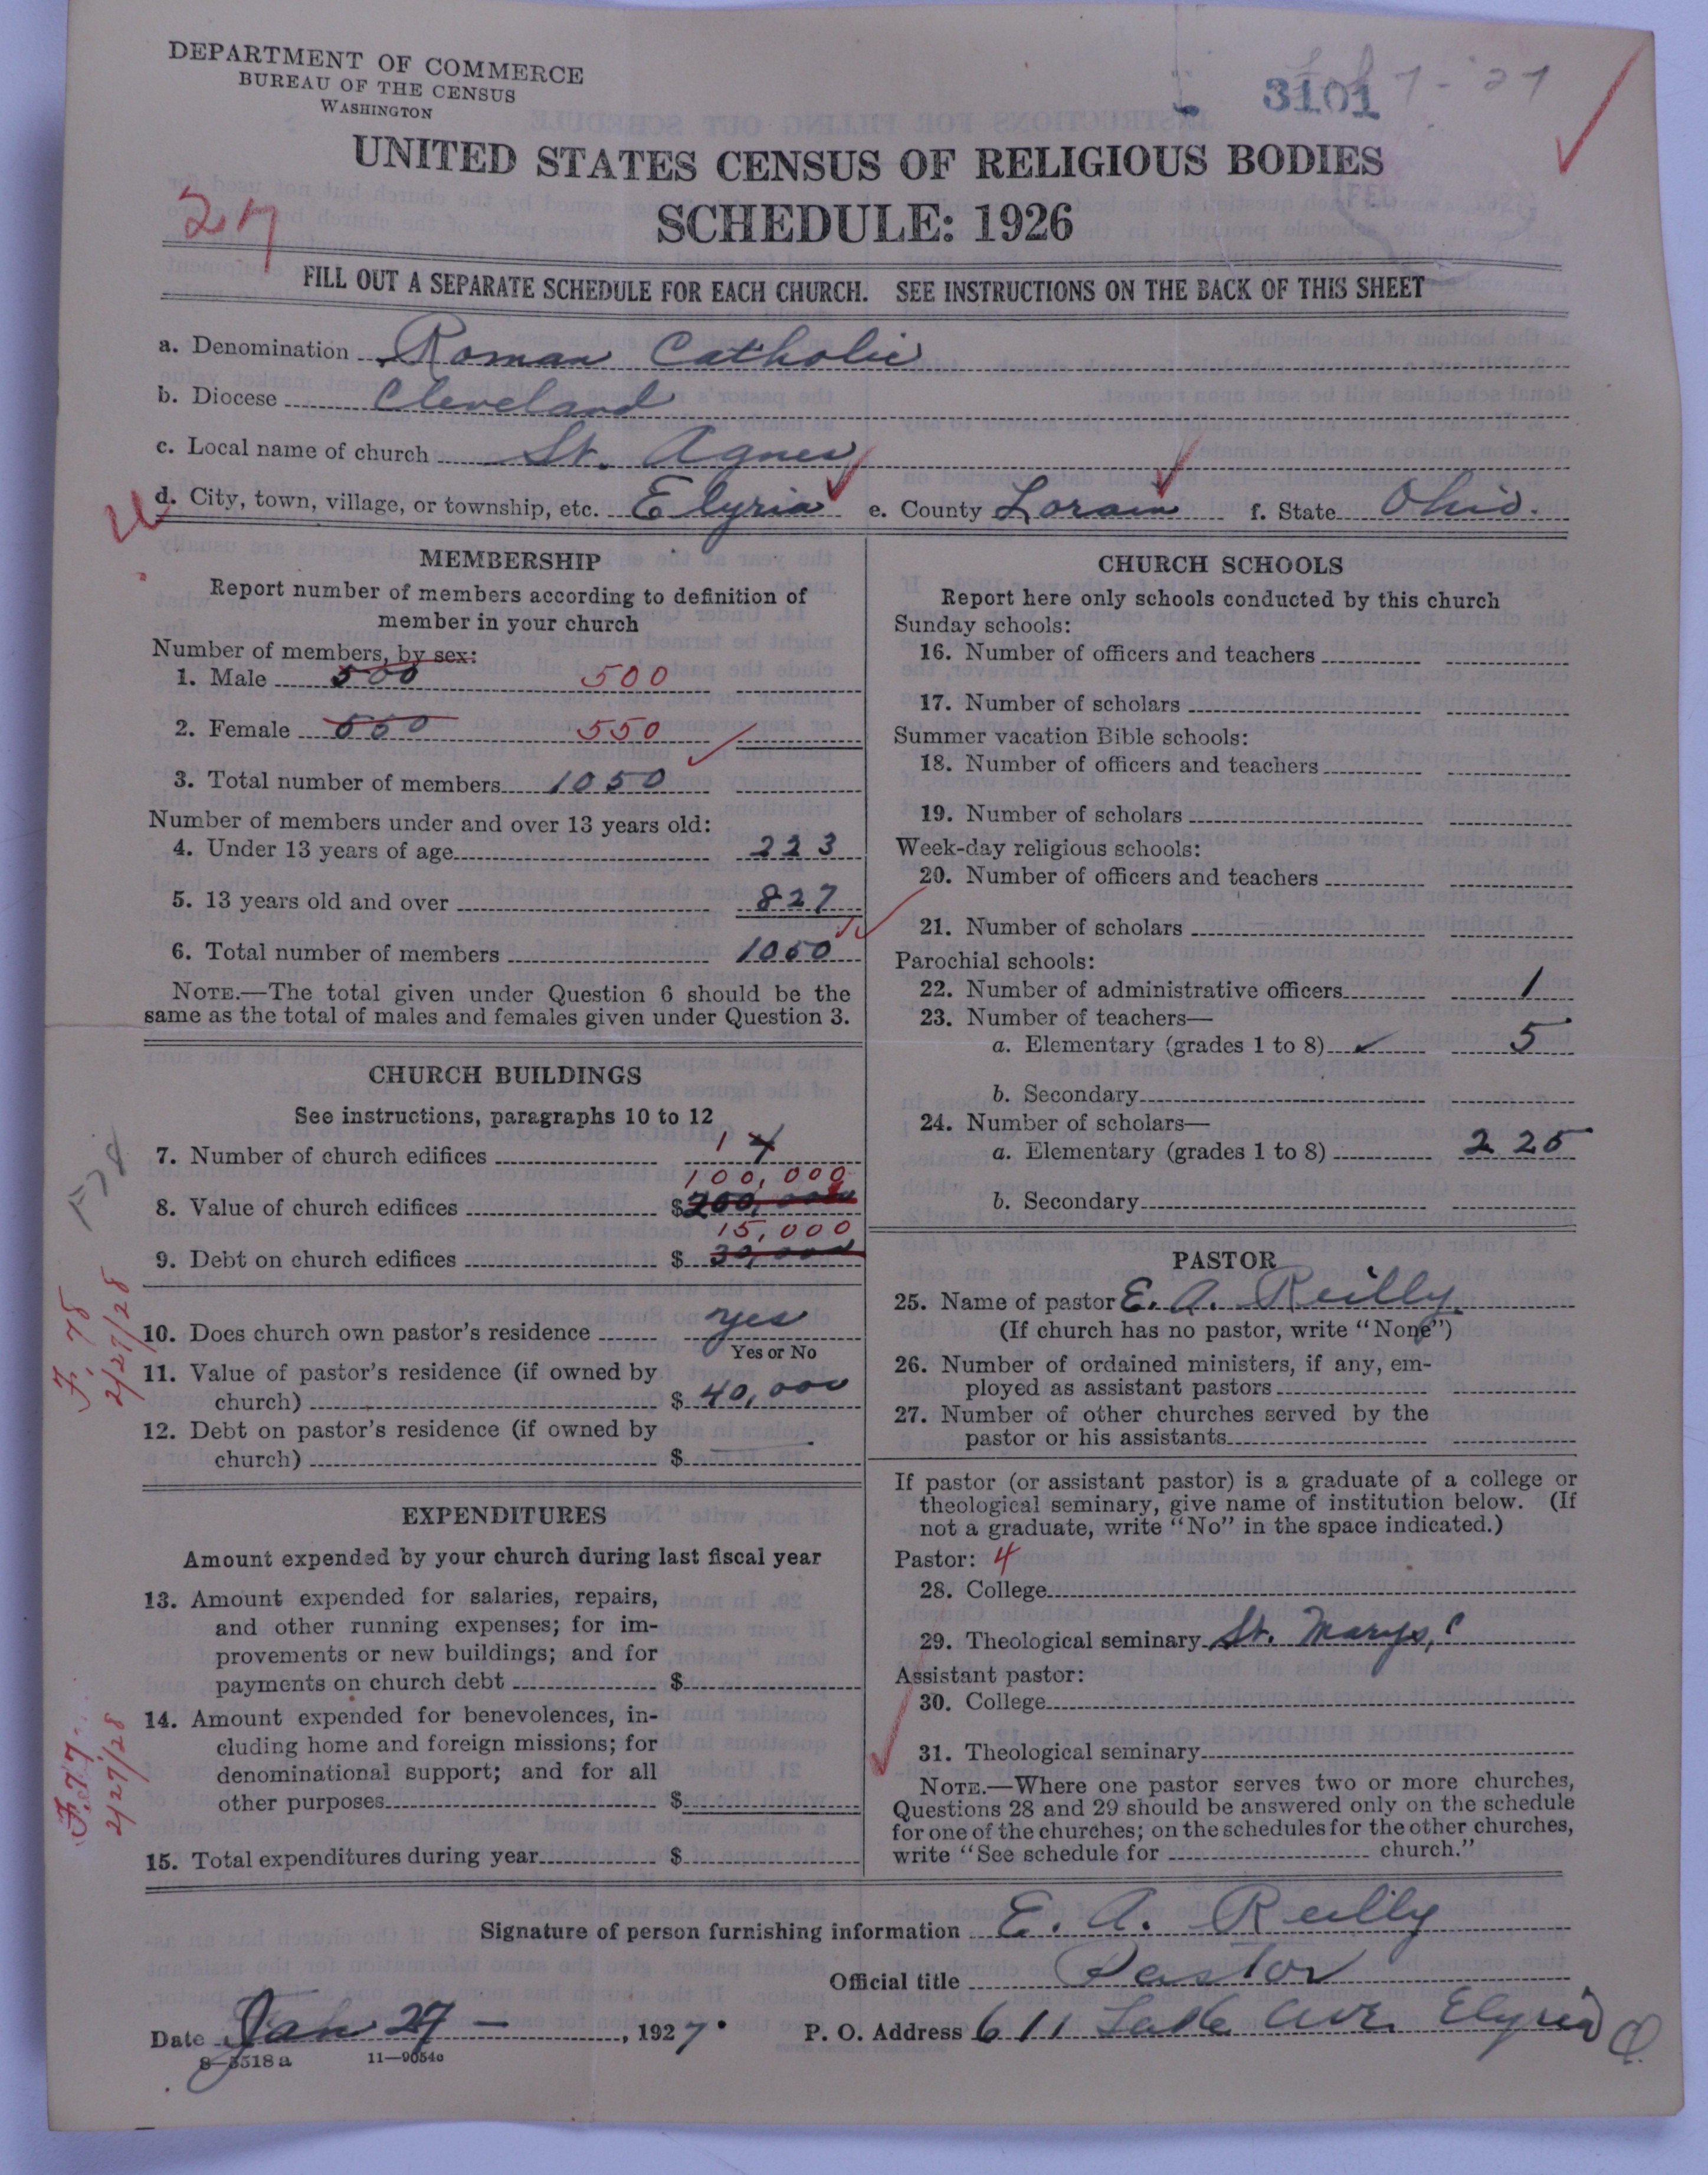 DEPARTMENT OF COMMERCE
BUREAU OF THE CENSUS
WASHINGTON
3101
UNITED STATES CENSUS OF RELIGIOUS BODIES
SCHEDULE: 1926
FILL OUT A SEPARATE SCHEDULE FOR EACH CHURCH. SEE INSTRUCTIONS ON THE BACK OF THIS SHEET
a. Denomination Roman Catholic
b. Diocese Cleveland
c. Local name of church St. Agnes
d. City, town, village, or township, etc. Elyria e. County Lorain f. State Ohio.
MEMBERSHIP
Report number of members according to definition of
member in your church
Number of members, by sex:
1. Male 500 500
2. Female 550 550
3. Total number of members 1050
Number of members under and over 13 years old:
4. Under 13 years of age 223
5. 13 years old and over 827
6. Total number of members 1050
NOTE.—The total given under Question 6 should be the
same as the total of males and females given under Question 3.
CHURCH BUILDINGS
See instructions, paragraphs 10 to 12
7. Number of church edifices 1
100,000
8. Value of church edifices $200,000
15,000
9. Debt on church edifices $ 30,000
10. Does church own pastor's residence yes
Yes or No
11. Value of pastor's residence (if owned by
church) $ 40,000
12. Debt on pastor's residence (if owned by
church) $
F. 75
2/27/28
EXPENDITURES
Amount expended by your church during last fiscal year
13. Amount expended for salaries, repairs,
and other running expenses; for im-
provements or new buildings; and for
payments on church debt $
14. Amount expended for benevolences, in-
cluding home and foreign missions; for
denominational support; and for all
other purposes $
F. 77
2/27/28
15. Total expenditures during year $
CHURCH SCHOOLS
Report here only schools conducted by this church
Sunday schools:
16. Number of officers and teachers
17. Number of scholars
Summer vacation Bible schools:
18. Number of officers and teachers
19. Number of scholars
Week-day religious schools:
20. Number of officers and teachers
21. Number of scholars
Parochial schools:
22. Number of administrative officers 1
23. Number of teachers—
a. Elementary (grades 1 to 8) 5
b. Secondary
24. Number of scholars—
a. Elementary (grades 1 to 8) 225
b. Secondary
PASTOR
25. Name of pastor E. A. Reilly
(If church has no pastor, write "None")
26. Number of ordained ministers, if any, em-
ployed as assistant pastors
27. Number of other churches served by the
pastor or his assistants
If pastor (or assistant pastor) is a graduate of a college or
theological seminary, give name of institution below. (If
not a graduate, write "No" in the space indicated.)
Pastor: 4
28. College
29. Theological seminary St. Marys, C
Assistant pastor:
30. College
31. Theological seminary
NOTE.—Where one pastor serves two or more churches,
Questions 28 and 29 should be answered only on the schedule
for one of the churches; on the schedules for the other churches,
write "See schedule for church."
Signature of person furnishing information E. A. Reilly
Official title Pastor
Date Jan 27 —, 1927. P. O. Address 611 Lake Ave. Elyria O.
8—5518 a 11—9054c